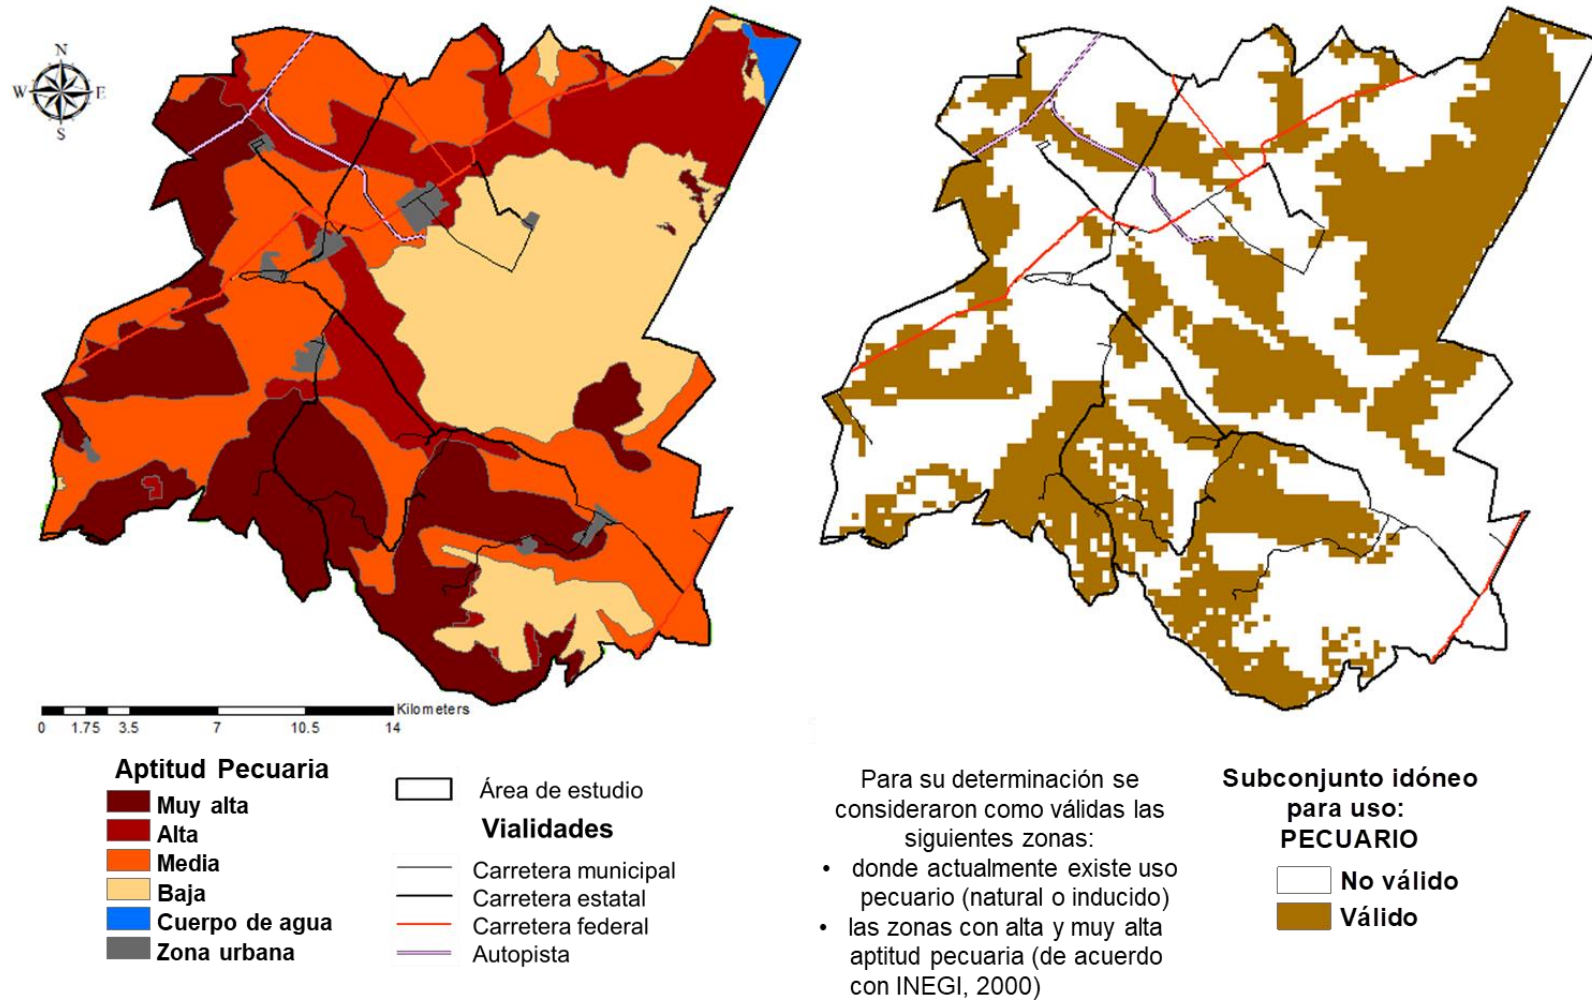 N
W E
S
Kilometers
0 1.75 3.5 7 10.5 14
Aptitud Pecuaria
Muy alta
Alta
Media
Baja
Cuerpo de agua
Zona urbana
Área de estudio
Vialidades
Carretera municipal
Carretera estatal
Carretera federal
Autopista
Para su determinación se
consideraron como válidas las
siguientes zonas:
• donde actualmente existe uso
pecuario (natural o inducido)
• las zonas con alta y muy alta
aptitud pecuaria (de acuerdo
con INEGI, 2000)
Subconjunto idóneo
para uso:
PECUARIO
No válido
Válido